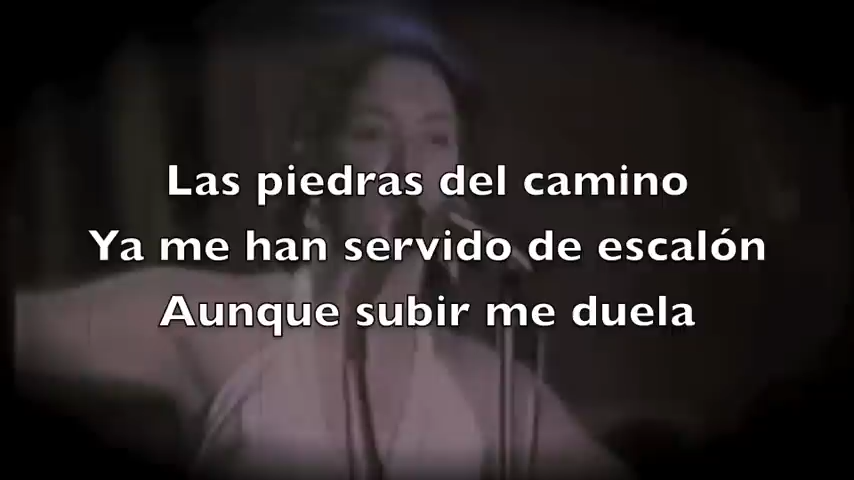 Las piedras del camino
Ya me han servido de escalón
Aunque subir me duela